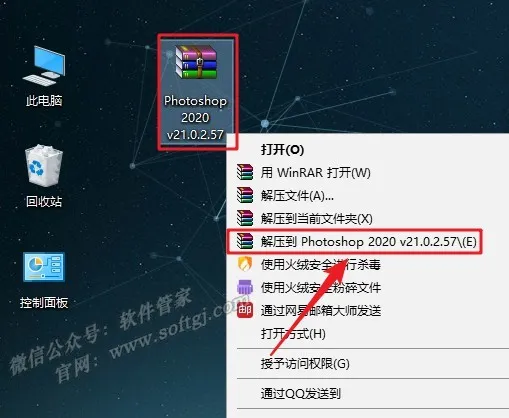 此电脑
回收站
控制面板
Photoshop
2020
v21.0.2.57
打开(O)
用 WinRAR 打开(W)
解压文件(A)...
解压到当前文件夹(X)
解压到 Photoshop 2020 v21.0.2.57\(E)
使用火绒安全进行杀毒
使用火绒安全粉碎文件
通过网易邮箱大师发送
打开方式(H)
授予访问权限(G)
通过QQ发送到
微信公众号：软件管家
官网：www.softgj.com